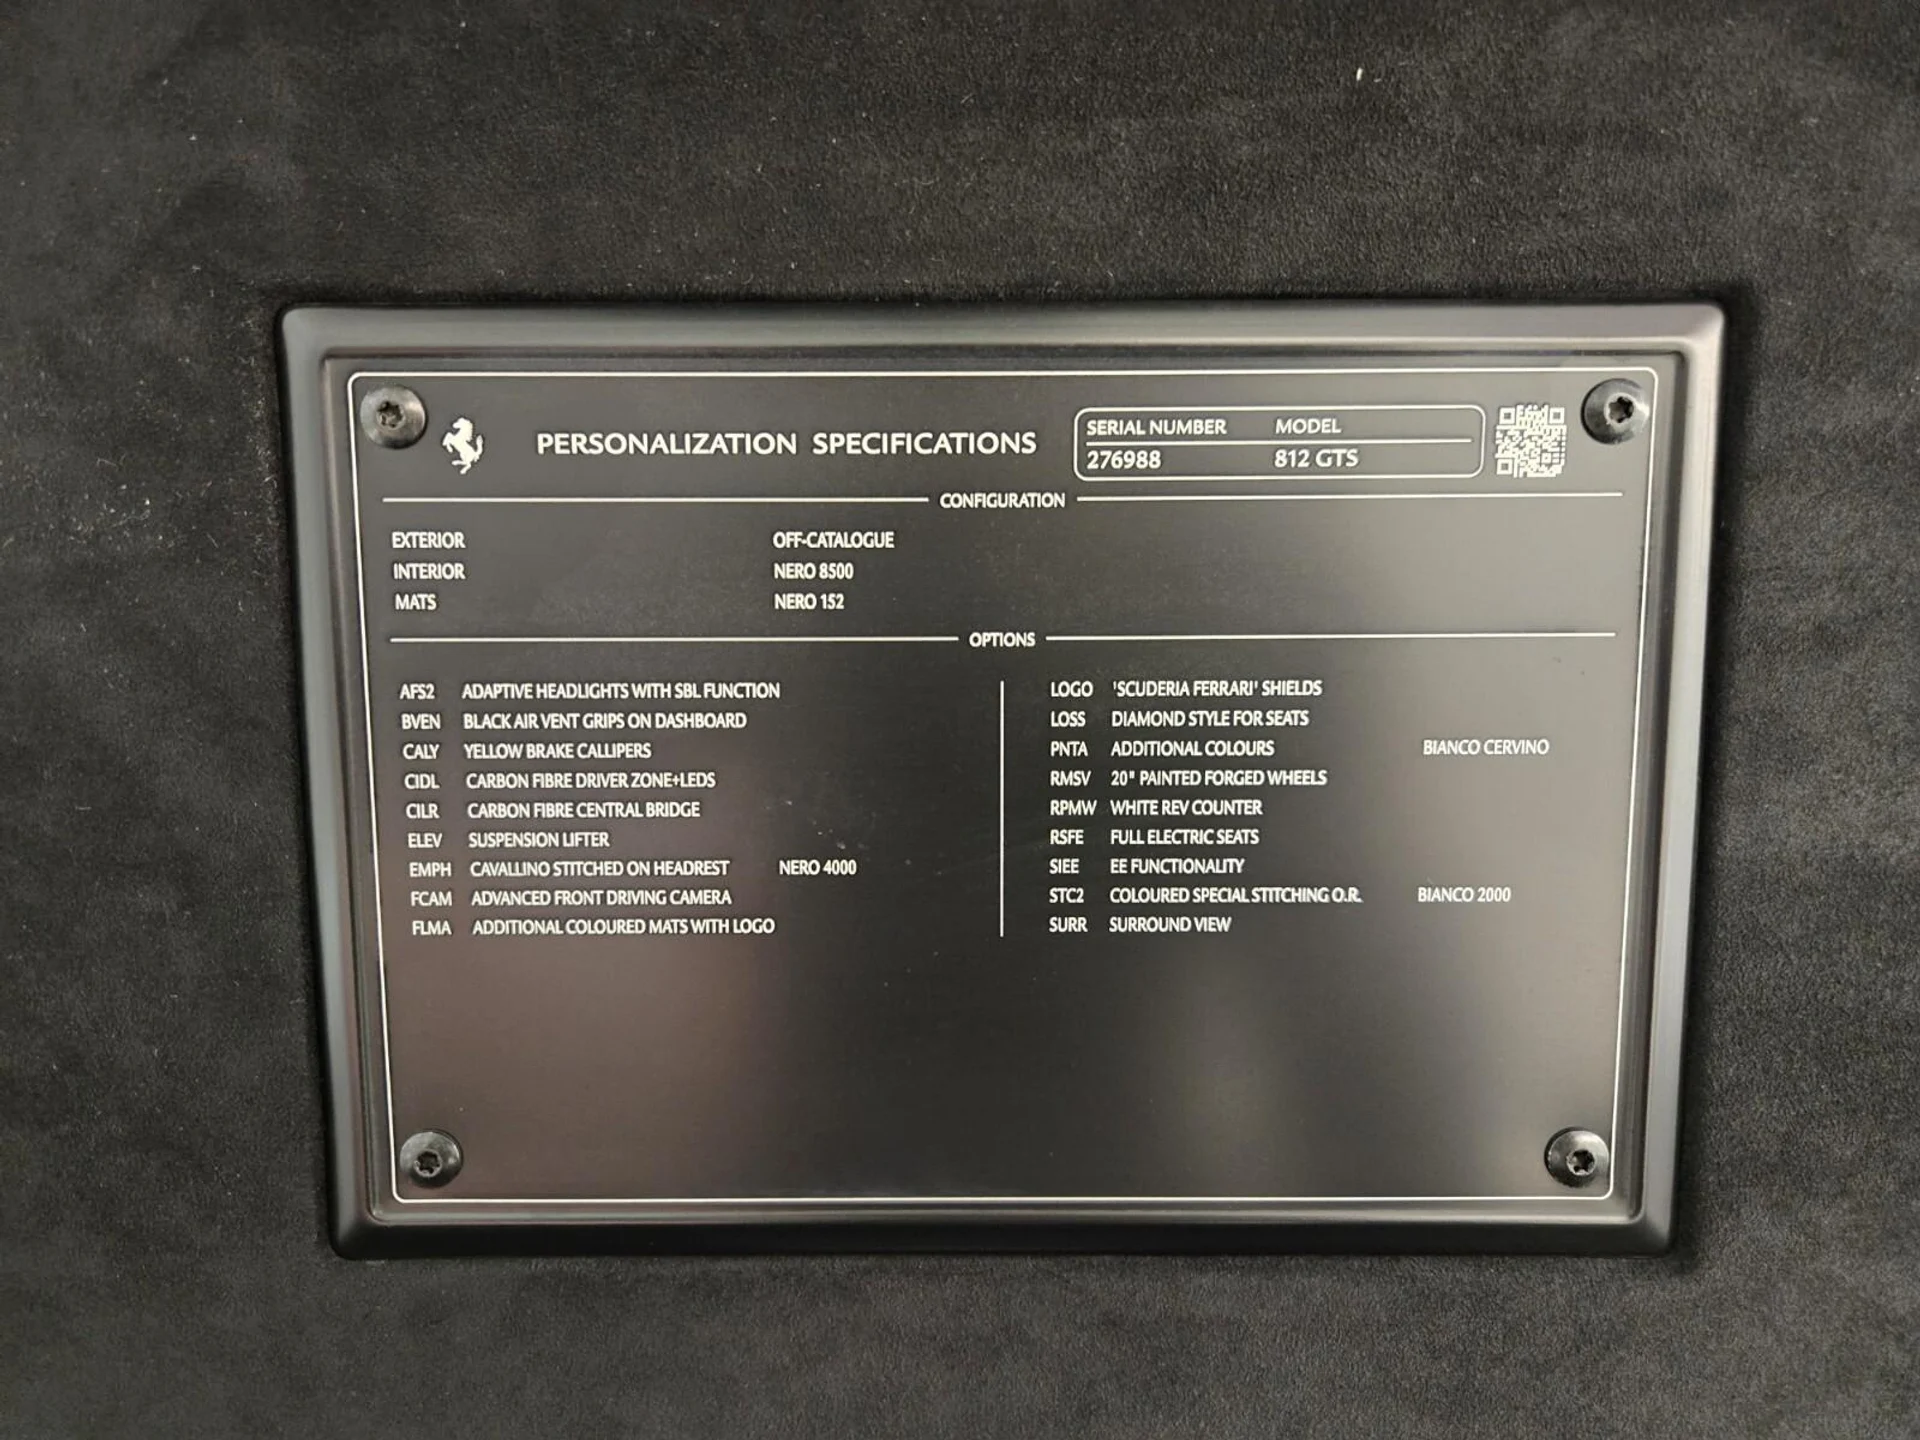 PERSONALIZATION SPECIFICATIONS
SERIAL NUMBER MODEL
276988 812 GTS
CONFIGURATION
EXTERIOR OFF-CATALOGUE
INTERIOR NERO 8500
MATS NERO 152
OPTIONS
AFS2 ADAPTIVE HEADLIGHTS WITH SBL FUNCTION
BVEN BLACK AIR VENT GRIPS ON DASHBOARD
CALY YELLOW BRAKE CALLIPERS
CIDL CARBON FIBRE DRIVER ZONE+LEDS
CILR CARBON FIBRE CENTRAL BRIDGE
ELEV SUSPENSION LIFTER
EMPH CAVALLINO STITCHED ON HEADREST NERO 4000
FCAM ADVANCED FRONT DRIVING CAMERA
FLMA ADDITIONAL COLOURED MATS WITH LOGO
LOGO 'SCUDERIA FERRARI' SHIELDS
LOSS DIAMOND STYLE FOR SEATS
PNTA ADDITIONAL COLOURS BIANCO CERVINO
RMSV 20" PAINTED FORGED WHEELS
RPMW WHITE REV COUNTER
RSFE FULL ELECTRIC SEATS
SIEE EE FUNCTIONALITY
STC2 COLOURED SPECIAL STITCHING O.R. BIANCO 2000
SURR SURROUND VIEW